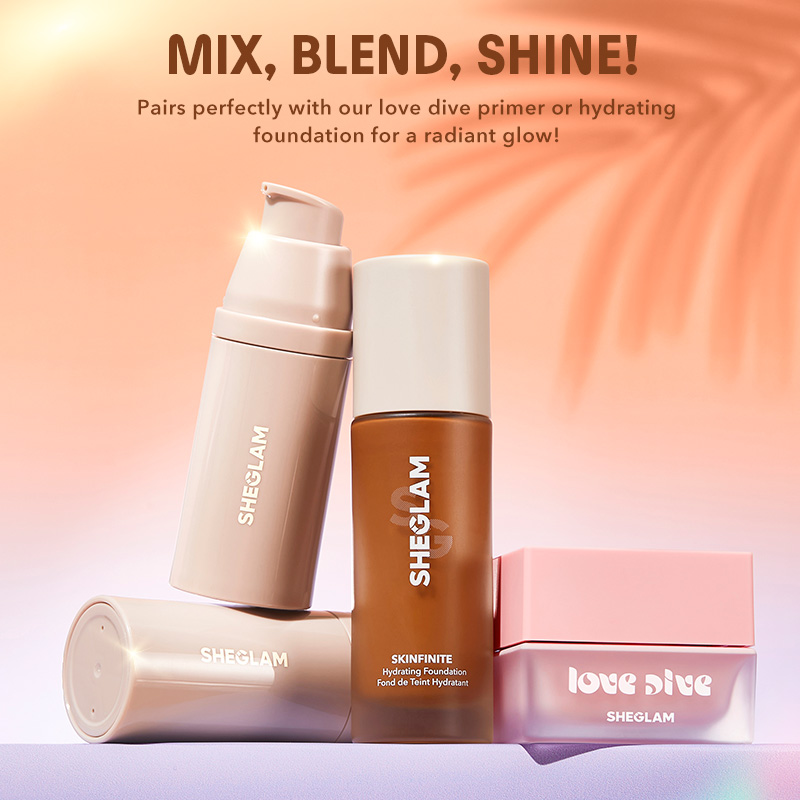 MIX, BLEND, SHINE!
Pairs perfectly with our love dive primer or hydrating
foundation for a radiant glow!
SHEGLAM
SG
SHEGLAM
SKINFINITE
Hydrating Foundation
Fond de Teint Hydratant
SHEGLAM
love dive
SHEGLAM